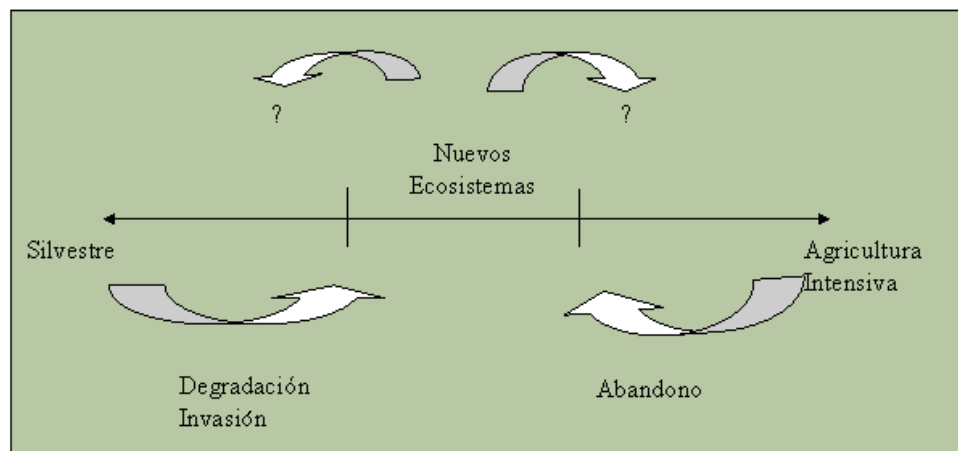 ? ?
Nuevos
Ecosistemas
Silvestre
Agricultura
Intensiva
Degradación
Invasión
Abandono